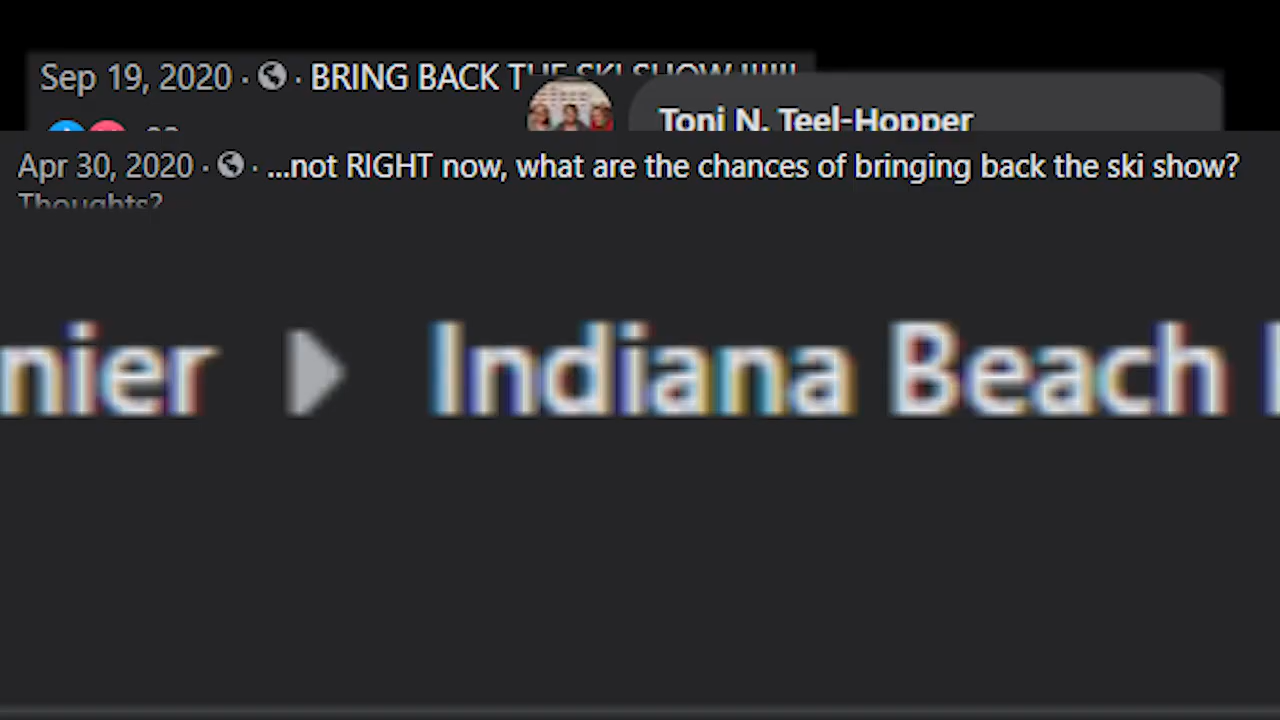 Sep 19, 2020 · BRING BACK THE SKI SHOW !!!!!!
Toni N. Teel-Hopper
Apr 30, 2020 · ...not RIGHT now, what are the chances of bringing back the ski show?
Thoughts?
nier Indiana Beach